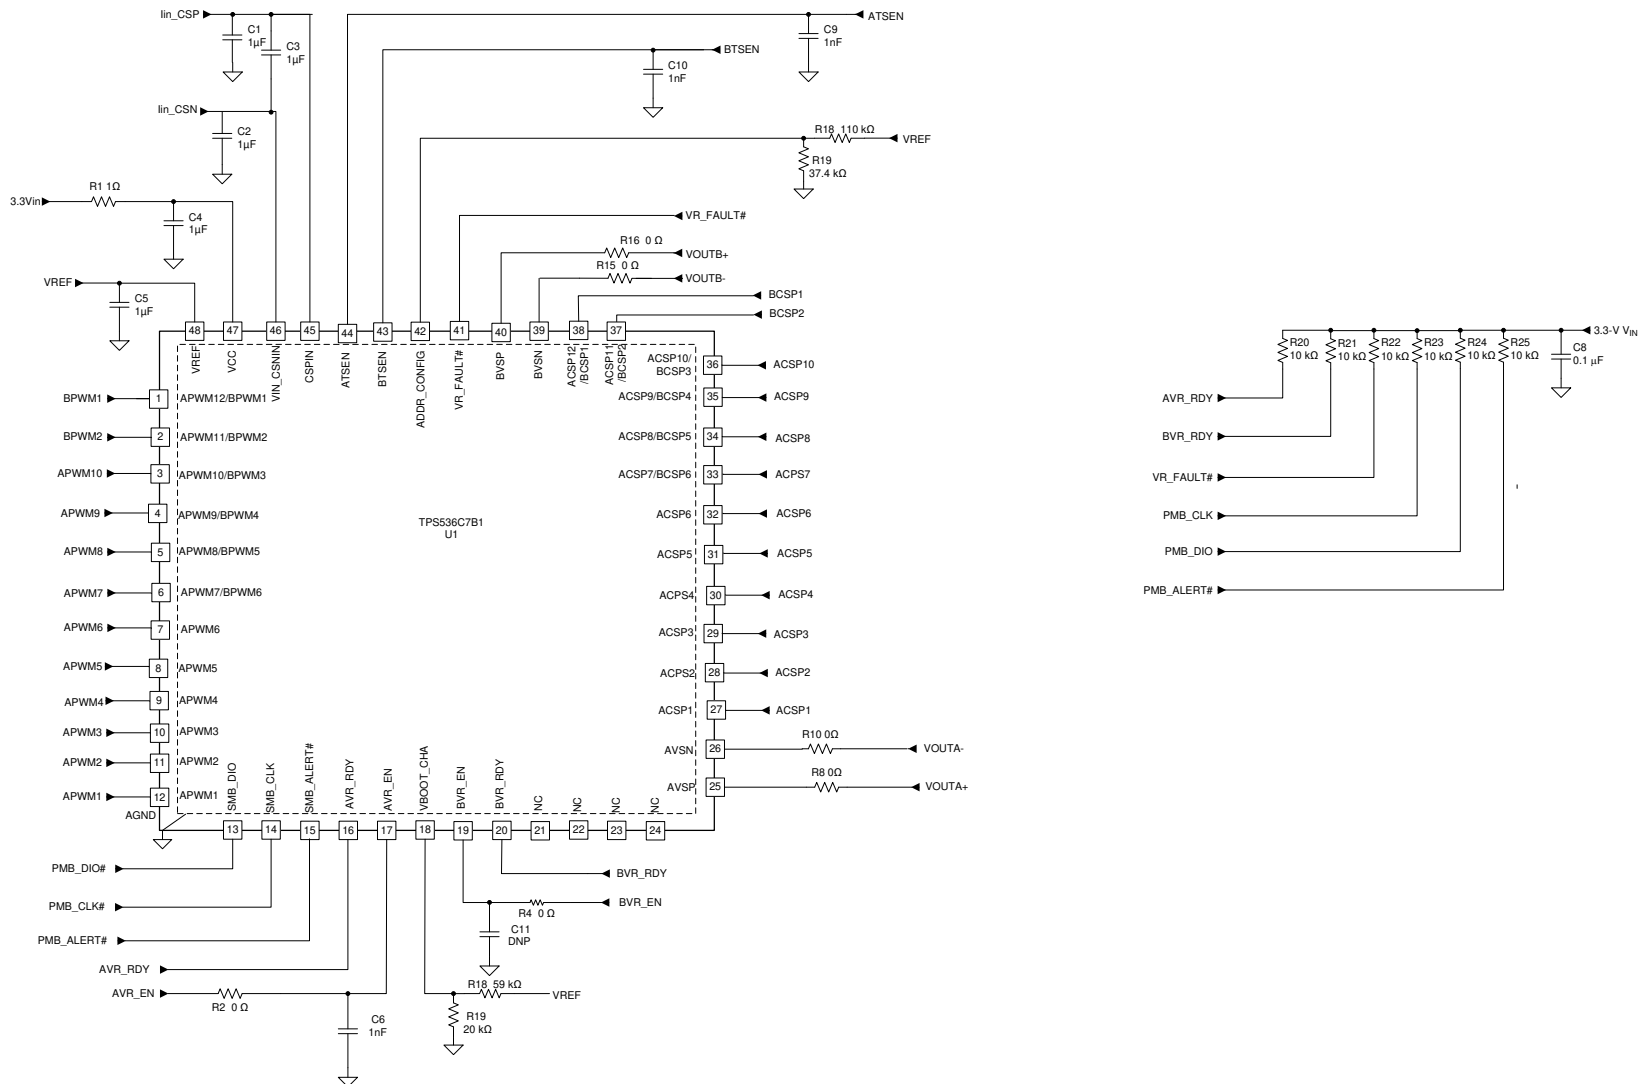 Iin_CSP
C1
1µF
C3
1µF
ATSEN
C9
1nF
BTSEN
C10
1nF
Iin_CSN
C2
1µF
R18 110 kΩ
VREF
R19
37.4 kΩ
R1 1Ω
3.3Vin
C4
1µF
VR_FAULT#
R16 0 Ω
VOUTB+
R15 0 Ω
VOUTB-
VREF
C5
1µF
BCSP1
BCSP2
48
47
46
45
44
43
42
41
40
39
38
37
VREF
VCC
VIN_CSNIN
CSPIN
ATSEN
BTSEN
ADDR_CONFIG
VR_FAULT#
BVSP
BVSN
ACSP12
/BCSP1
ACSP11
/BCSP2
BPWM1
1
APWM12/BPWM1
BPWM2
2
APWM11/BPWM2
APWM10
3
APWM10/BPWM3
APWM9
4
APWM9/BPWM4
APWM8
5
APWM8/BPWM5
APWM7
6
APWM7/BPWM6
APWM6
7
APWM6
APWM5
8
APWM5
APWM4
9
APWM4
APWM3
10
APWM3
APWM2
11
APWM2
APWM1
12
APWM1
AGND
TPS536C7B1
U1
ACSP10/
BCSP3
36
ACSP10
ACSP9/BCSP4
35
ACSP9
ACSP8/BCSP5
34
ACSP8
ACSP7/BCSP6
33
ACPS7
ACSP6
32
ACSP6
ACSP5
31
ACSP5
ACPS4
30
ACSP4
ACSP3
29
ACSP3
ACPS2
28
ACSP2
ACSP1
27
ACSP1
AVSN
26
R10 0Ω
VOUTA-
AVSP
25
R8 0Ω
VOUTA+
SMB_DIO
SMB_CLK
SMB_ALERT#
AVR_RDY
AVR_EN
VBOOT_CHA
BVR_EN
BVR_RDY
NC
NC
NC
NC
13
14
15
16
17
18
19
20
21
22
23
24
PMB_DIO#
PMB_CLK#
PMB_ALERT#
AVR_RDY
AVR_EN
R2 0 Ω
C6
1nF
BVR_RDY
R4 0 Ω
BVR_EN
C11
DNP
R18 59 kΩ
VREF
R19
20 kΩ
3.3-V VIN
R20
10 kΩ
R21
10 kΩ
R22
10 kΩ
R23
10 kΩ
R24
10 kΩ
R25
10 kΩ
C8
0.1 µF
AVR_RDY
BVR_RDY
VR_FAULT#
PMB_CLK
PMB_DIO
PMB_ALERT#